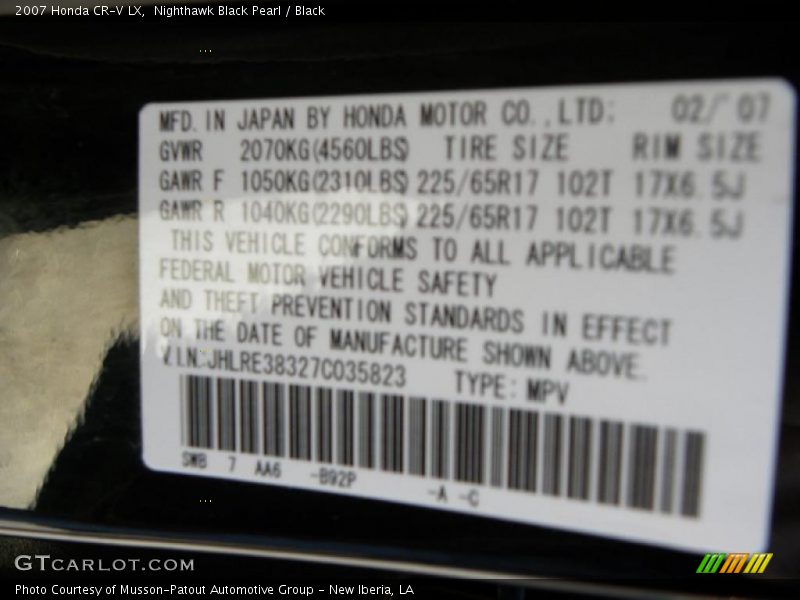 2007 Honda CR-V LX,  Nighthawk Black Pearl / Black
MFD. IN JAPAN BY HONDA MOTOR CO.,LTD: 02/ 07
GVWR 2070KG(4560LBS) TIRE SIZE RIM SIZE
GAWR F 1050KG(2310LBS) 225/65R17 102T 17X6.5J
GAWR R 1040KG(2290LBS) 225/65R17 102T 17X6.5J
THIS VEHICLE CONFORMS TO ALL APPLICABLE
FEDERAL MOTOR VEHICLE SAFETY
AND THEFT PREVENTION STANDARDS IN EFFECT
ON THE DATE OF MANUFACTURE SHOWN ABOVE.
VIN:JHLRE38327C035823 TYPE: MPV
SWB 7 AA6 -B92P -A -C
GTCARLOT.COM
Photo Courtesy of Musson-Patout Automotive Group - New Iberia, LA